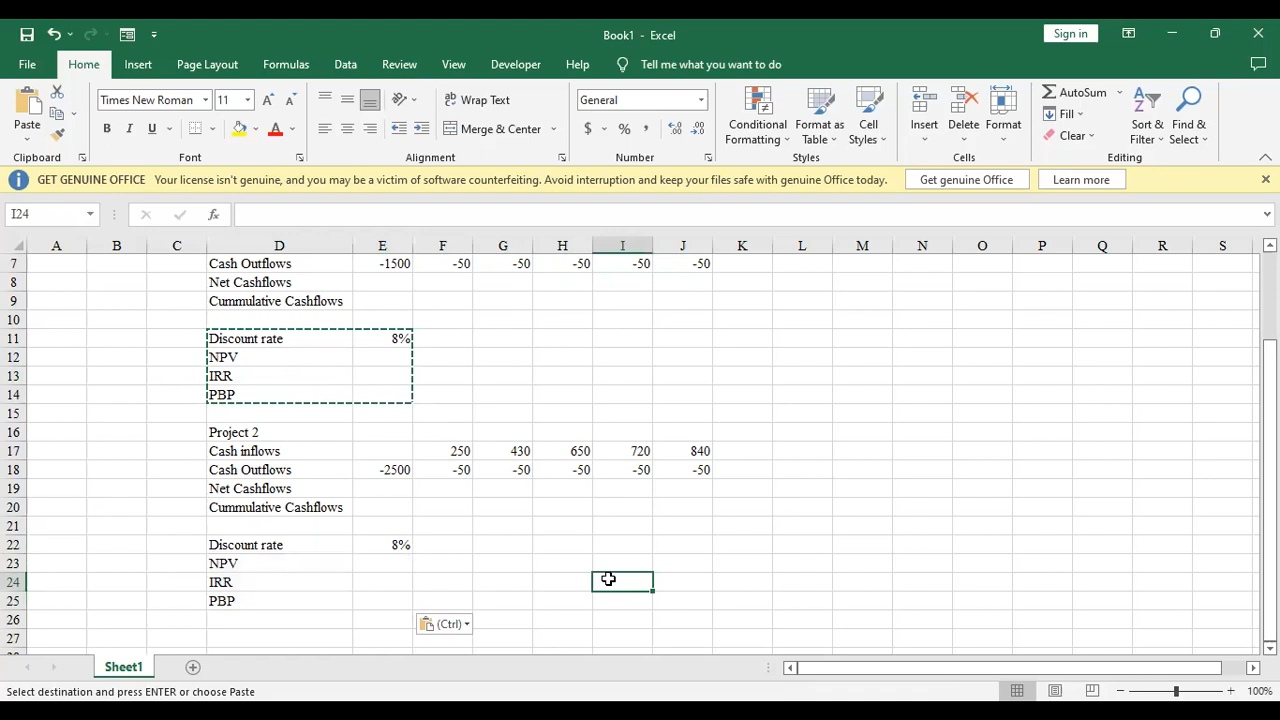 Book1 - Excel
Sign in
File Home Insert Page Layout Formulas Data Review View Developer Help Tell me what you want to do
Times New Roman 11 Wrap Text General AutoSum
Paste Conditional Formatting Format as Table Cell Styles Insert Delete Format Fill Sort & Filter Find & Select
B I U A Merge & Center $ % , Clear
Clipboard Font Alignment Number Styles Cells Editing
GET GENUINE OFFICE Your license isn't genuine, and you may be a victim of software counterfeiting. Avoid interruption and keep your files safe with genuine Office today. Get genuine Office Learn more
I24 fx
A B C D E F G H I J K L M N O P Q R S
7 Cash Outflows -1500 -50 -50 -50 -50 -50
8 Net Cashflows
9 Cummulative Cashflows
10
11 Discount rate 8%
12 NPV
13 IRR
14 PBP
15
16 Project 2
17 Cash inflows 250 430 650 720 840
18 Cash Outflows -2500 -50 -50 -50 -50 -50
19 Net Cashflows
20 Cummulative Cashflows
21
22 Discount rate 8%
23 NPV
24 IRR
25 PBP
26 (Ctrl)
27
Sheet1
Select destination and press ENTER or choose Paste 100%